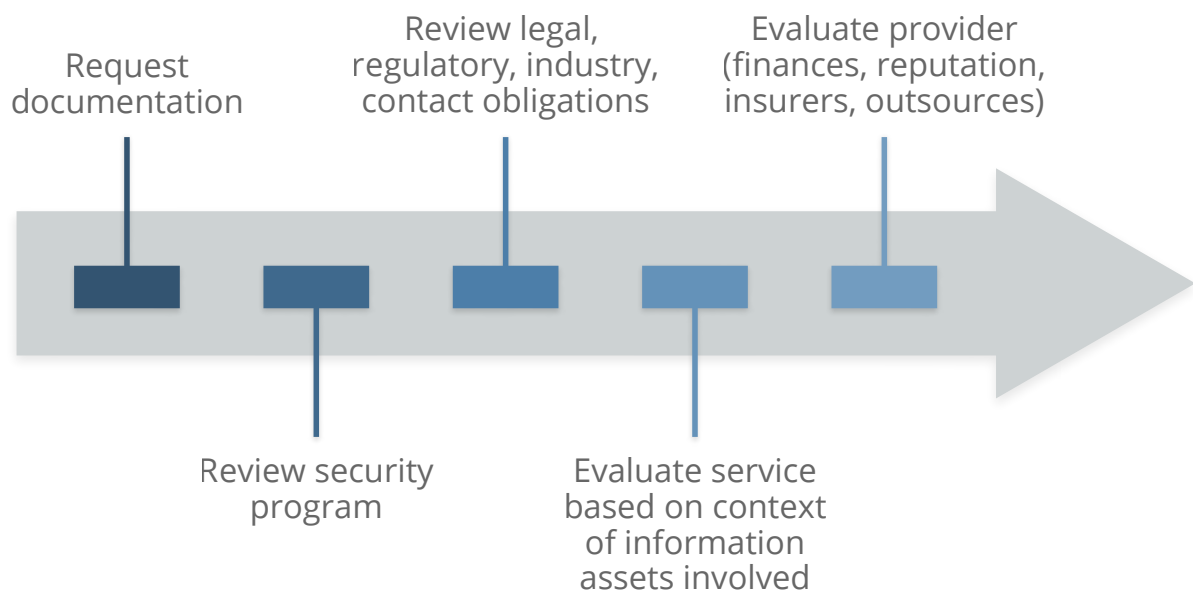 Request
documentation
Review security
program
Review legal,
regulatory, industry,
contact obligations
Evaluate service
based on context
of information
assets involved
Evaluate provider
(finances, reputation,
insurers, outsources)